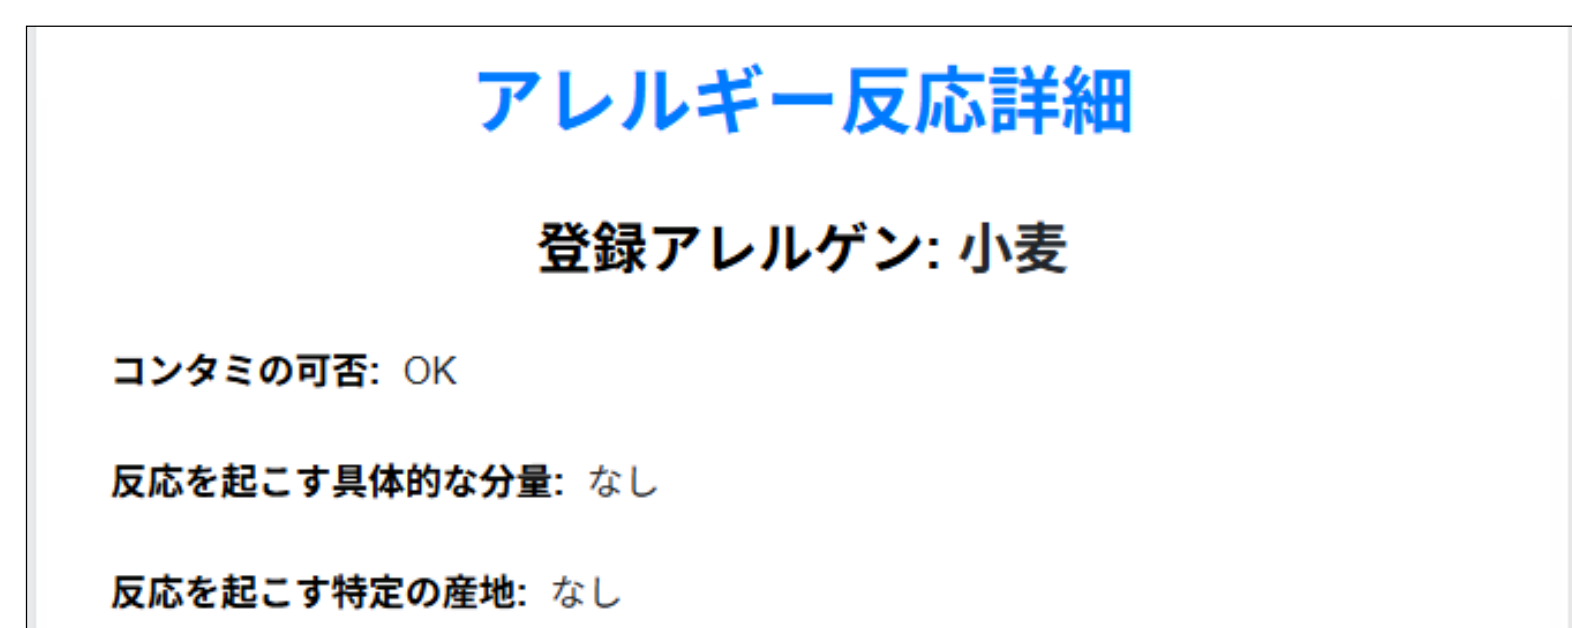 アレルギー反応詳細
登録アレルゲン: 小麦
コンタミの可否: OK
反応を起こす具体的な分量: なし
反応を起こす特定の産地: なし